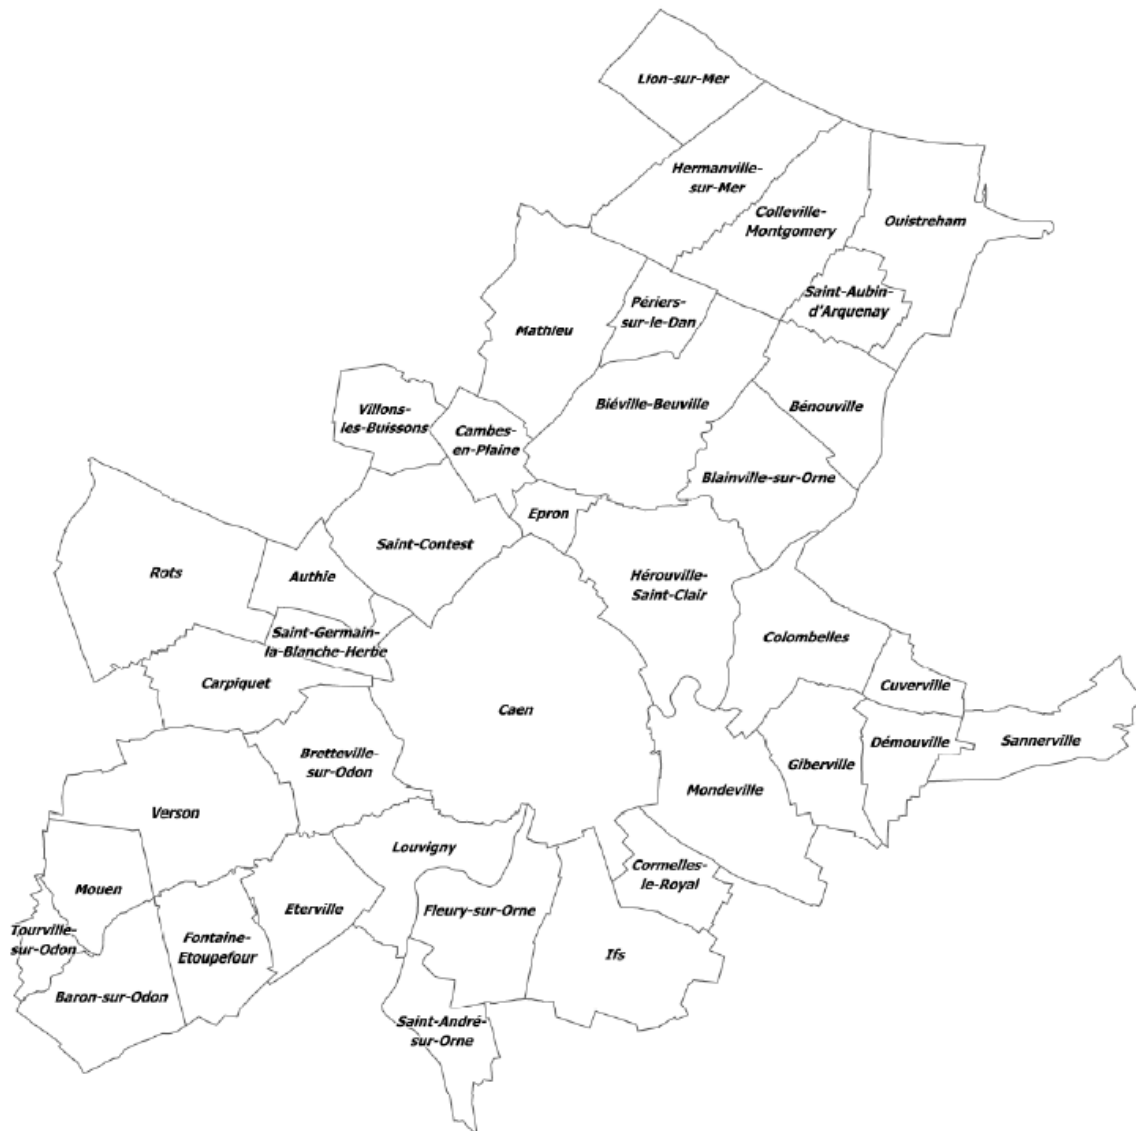 Lion-sur-Mer
Hermanville-
sur-Mer
Colleville-
Montgomery
Ouistreham
Saint-Aubin-
d'Arquenay
Périers-
sur-le-Dan
Mathieu
Biéville-Beuville
Bénouville
Villons-
les-Buissons
Cambes-
en-Plaine
Blainville-sur-Orne
Epron
Saint-Contest
Rots
Authie
Hérouville-
Saint-Clair
Saint-Germain-
la-Blanche-Herbe
Colombelles
Carpiquet
Cuverville
Caen
Bretteville-
sur-Odon
Démouville
Sannerville
Giberville
Mondeville
Verson
Louvigny
Cormelles-
le-Royal
Mouen
Eterville
Fleury-sur-Orne
Tourville-
sur-Odon
Fontaine-
Etoupefour
Ifs
Baron-sur-Odon
Saint-André-
sur-Orne